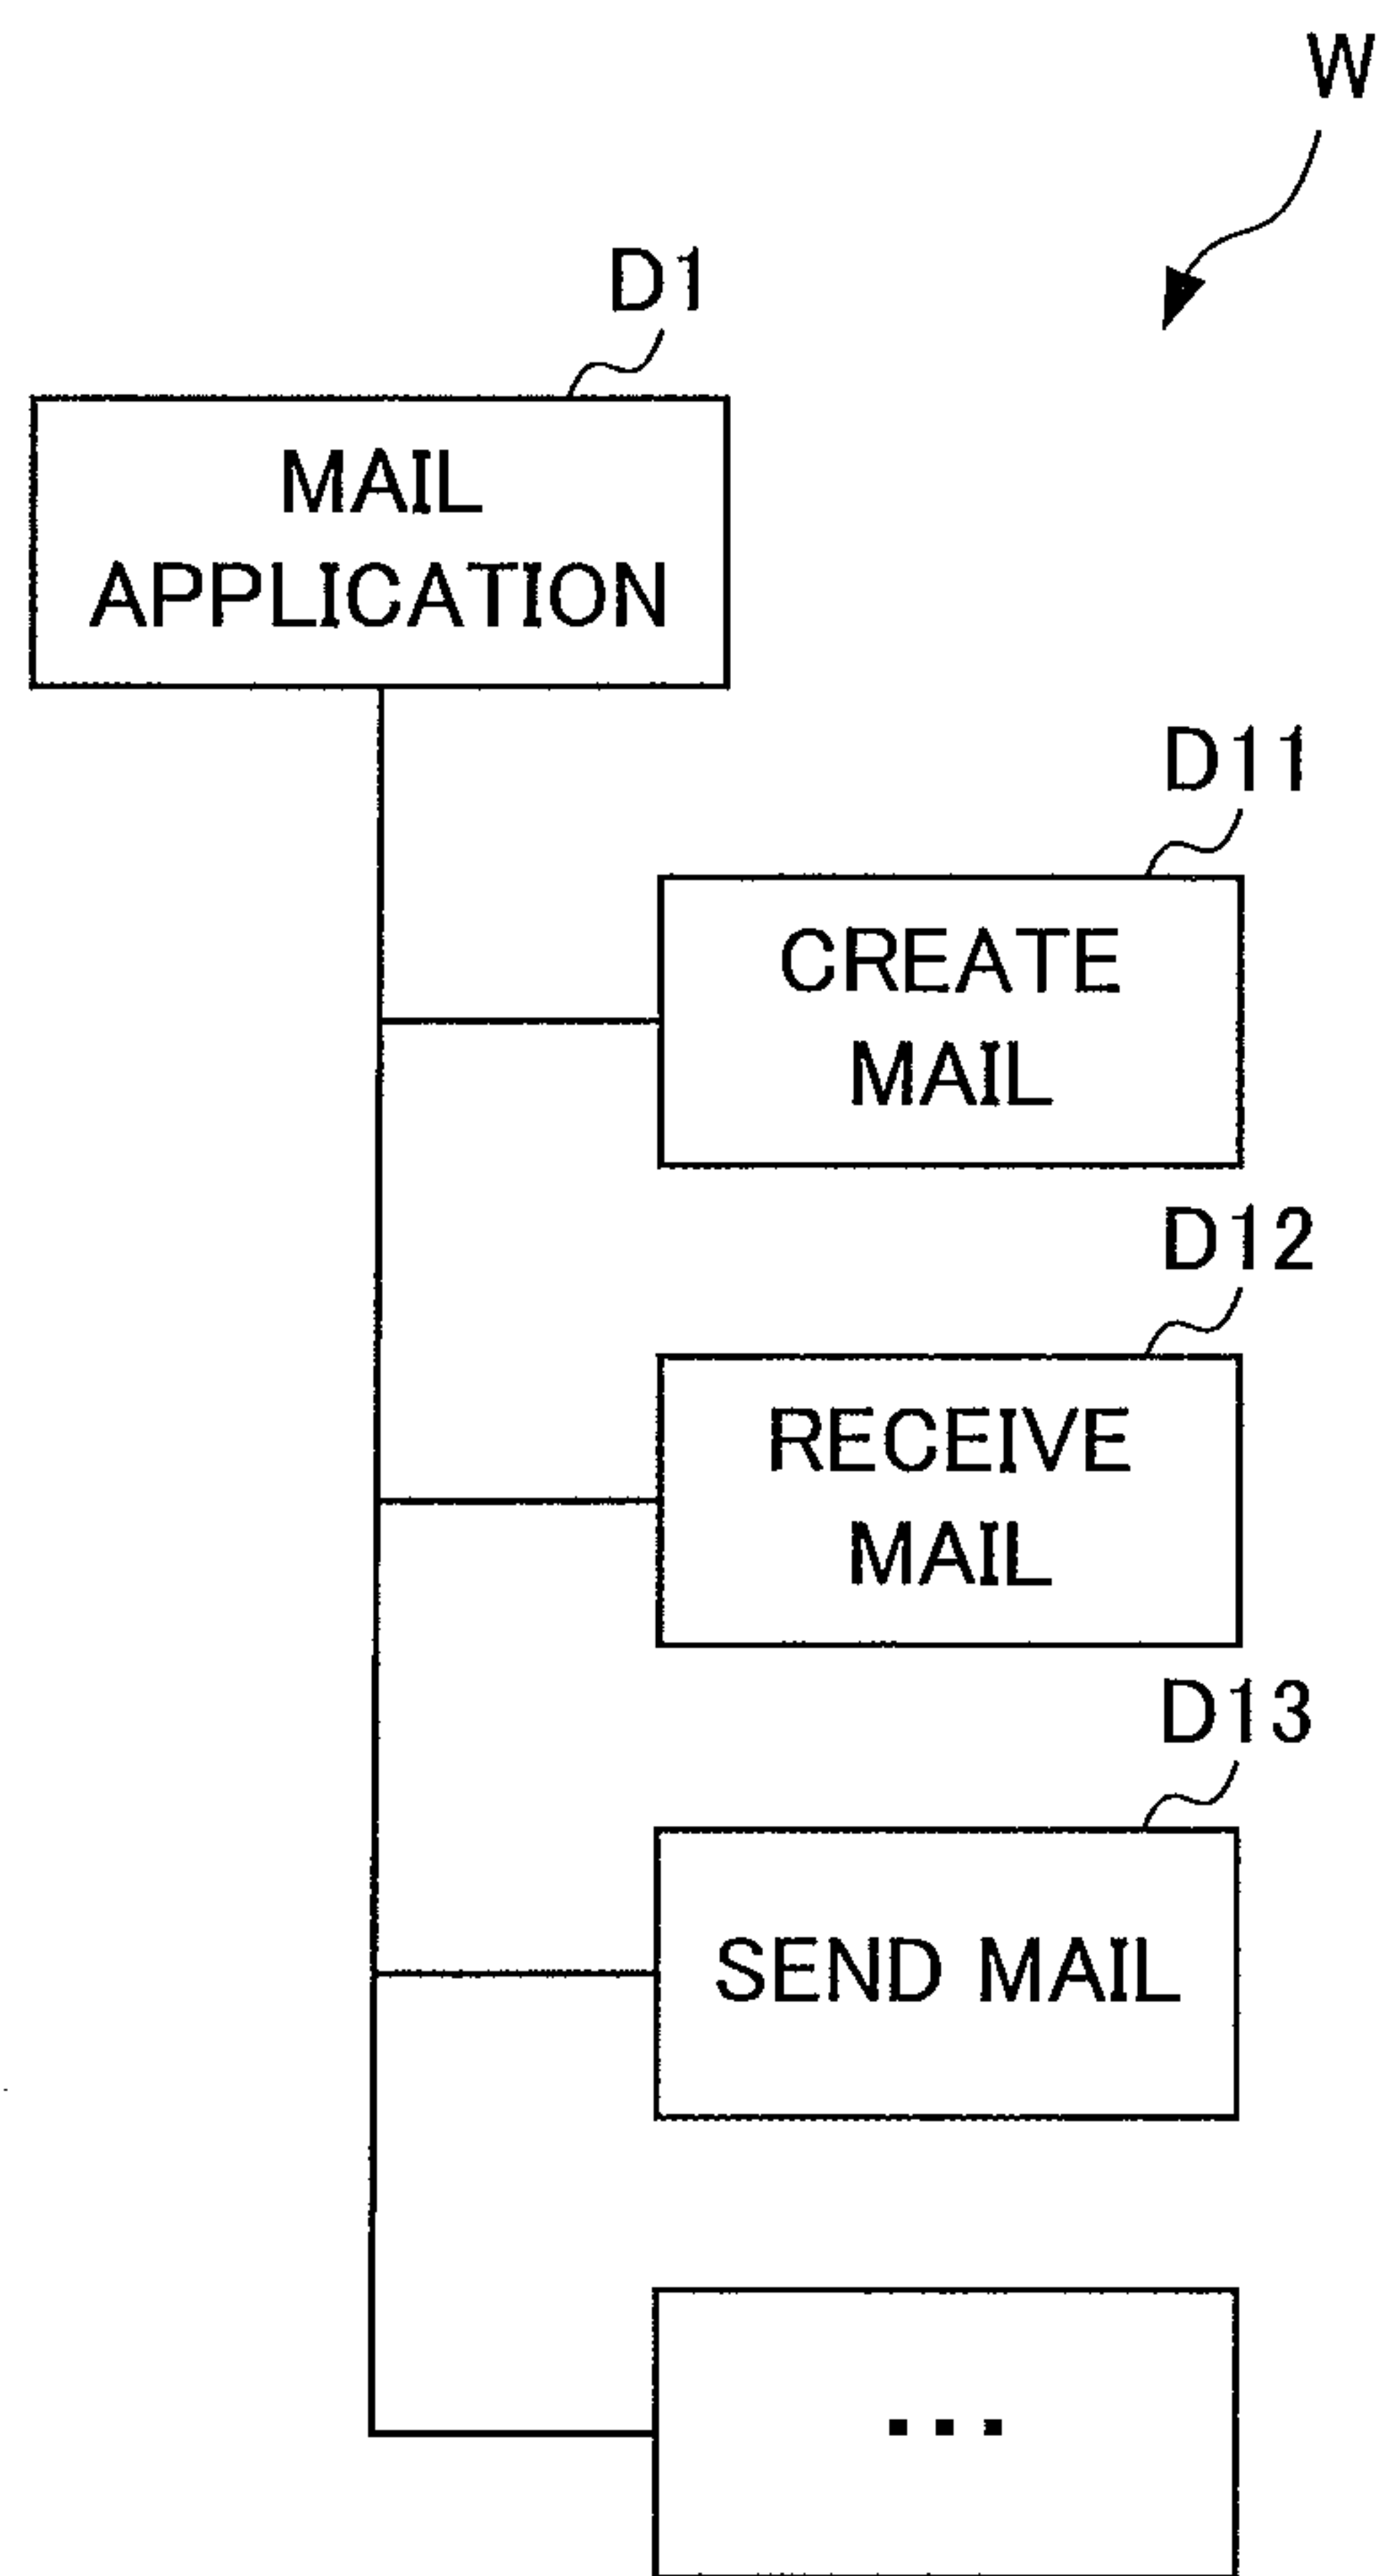 W
D1
MAIL
APPLICATION
D11
CREATE
MAIL
D12
RECEIVE
MAIL
D13
SEND MAIL
...